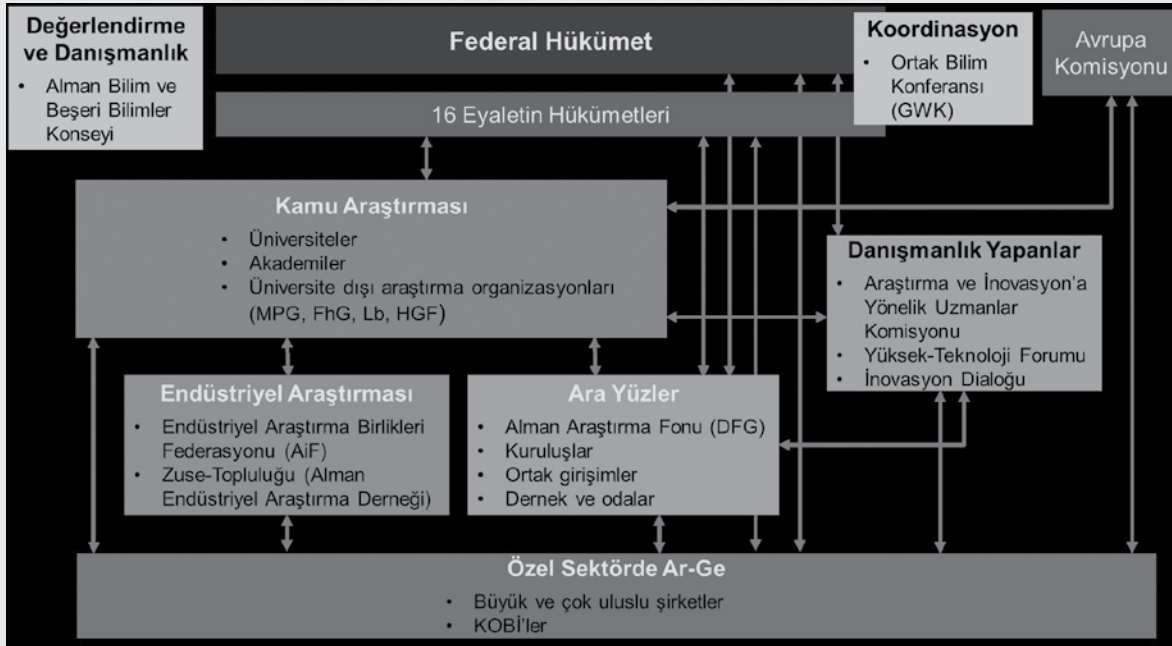 Değerlendirme
ve Danışmanlık
• Alman Bilim ve
Beşeri Bilimler
Konseyi
Federal Hükümet
16 Eyaletin Hükümetleri
Koordinasyon
• Ortak Bilim
Konferansı
(GWK)
Avrupa
Komisyonu
Kamu Araştırması
• Üniversiteler
• Akademiler
• Üniversite dışı araştırma organizasyonları
(MPG, FhG, Lb, HGF)
Danışmanlık Yapanlar
• Araştırma ve İnovasyon'a
Yönelik Uzmanlar
Komisyonu
• Yüksek-Teknoloji Forumu
• İnovasyon Dialoğu
Endüstriyel Araştırması
• Endüstriyel Araştırma Birlikleri
Federasyonu (AiF)
• Zuse-Topluluğu (Alman
Endüstriyel Araştırma Derneği)
Ara Yüzler
• Alman Araştırma Fonu (DFG)
• Kuruluşlar
• Ortak girişimler
• Dernek ve odalar
Özel Sektörde Ar-Ge
• Büyük ve çok uluslu şirketler
• KOBİ'ler